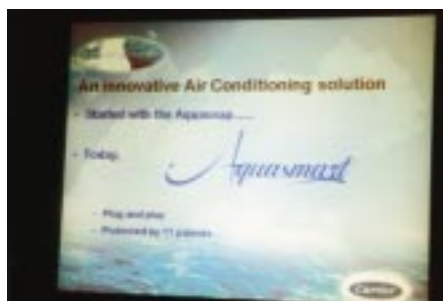 An innovative Air Conditioning solution
- Started with the Aquasnap......
- Today,
Aquasmart
- Plug and play
- Protected by 11 patents
Carrier